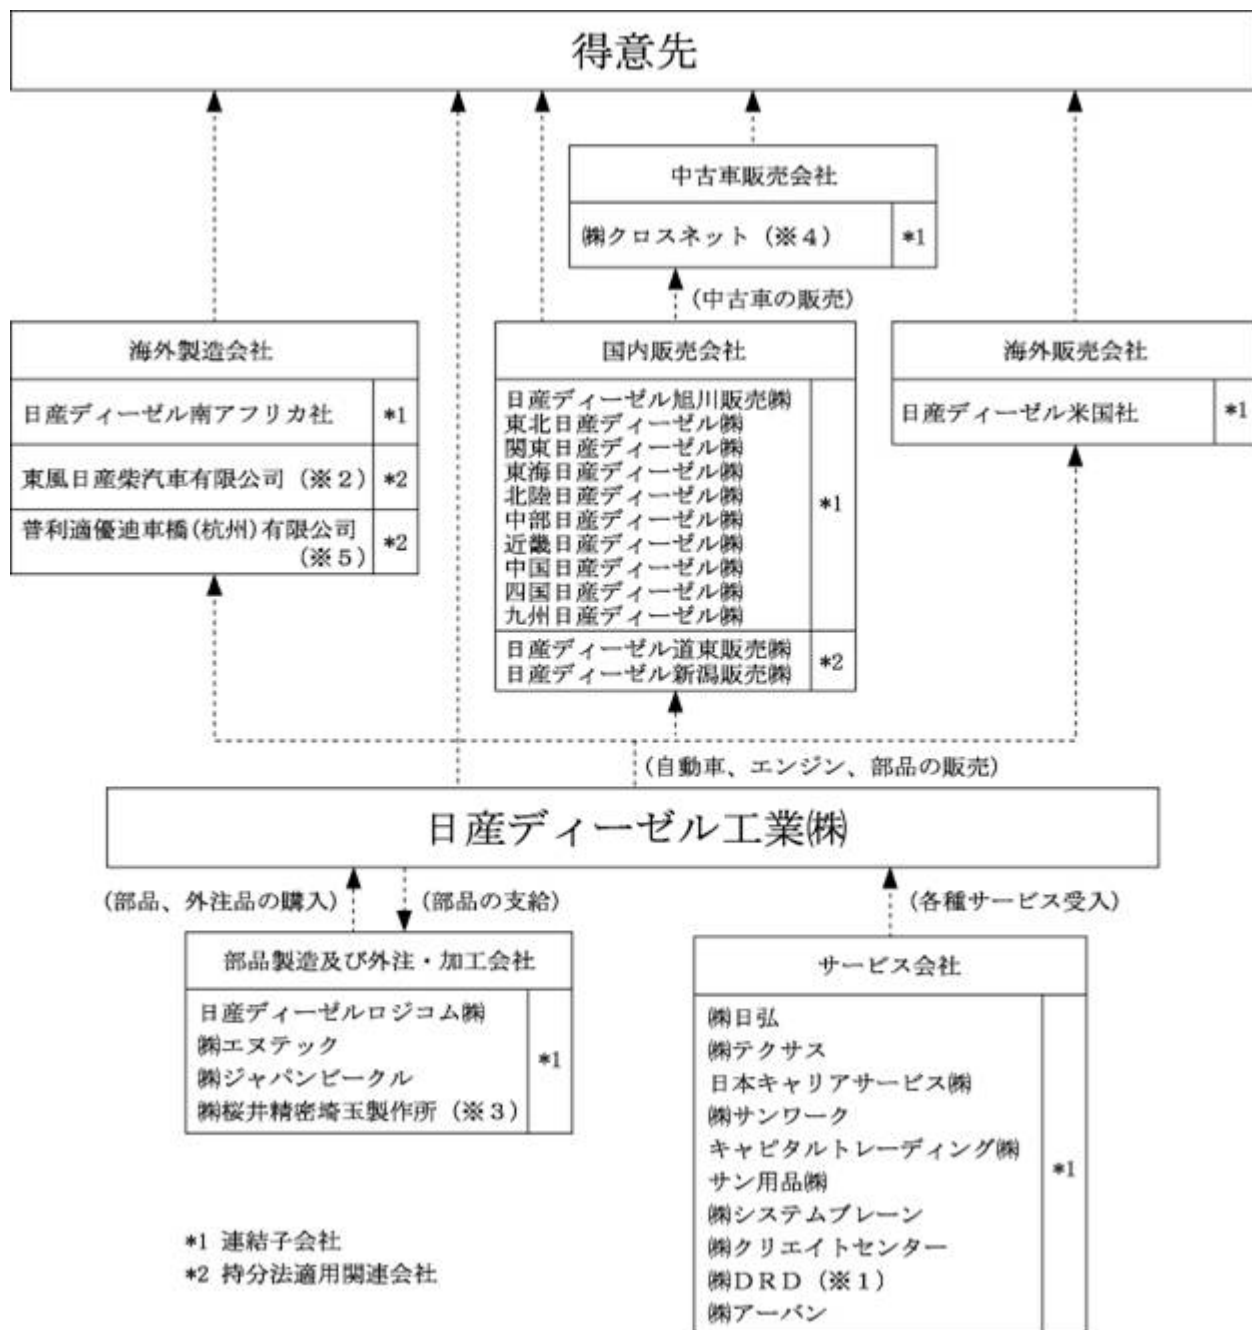 得意先
中古車販売会社
㈱クロスネット（※４）
*1
(中古車の販売)
海外製造会社
日産ディーゼル南アフリカ社
*1
東風日産柴汽車有限公司（※２）
*2
普利適優迪車橋(杭州)有限公司
（※５）
*2
国内販売会社
日産ディーゼル旭川販売㈱
東北日産ディーゼル㈱
関東日産ディーゼル㈱
東海日産ディーゼル㈱
北陸日産ディーゼル㈱
中部日産ディーゼル㈱
近畿日産ディーゼル㈱
中国日産ディーゼル㈱
四国日産ディーゼル㈱
九州日産ディーゼル㈱
*1
日産ディーゼル道東販売㈱
日産ディーゼル新潟販売㈱
*2
海外販売会社
日産ディーゼル米国社
*1
(自動車、エンジン、部品の販売)
日産ディーゼル工業㈱
(部品、外注品の購入)
(部品の支給)
(各種サービス受入)
部品製造及び外注・加工会社
日産ディーゼルロジコム㈱
㈱エヌテック
㈱ジャパンビークル
㈱桜井精密埼玉製作所（※３）
*1
サービス会社
㈱日弘
㈱テクサス
日本キャリアサービス㈱
㈱サンワーク
キャピタルトレーディング㈱
サン用品㈱
㈱システムブレーン
㈱クリエイトセンター
㈱ＤＲＤ（※１）
㈱アーバン
*1
*1 連結子会社
*2 持分法適用関連会社